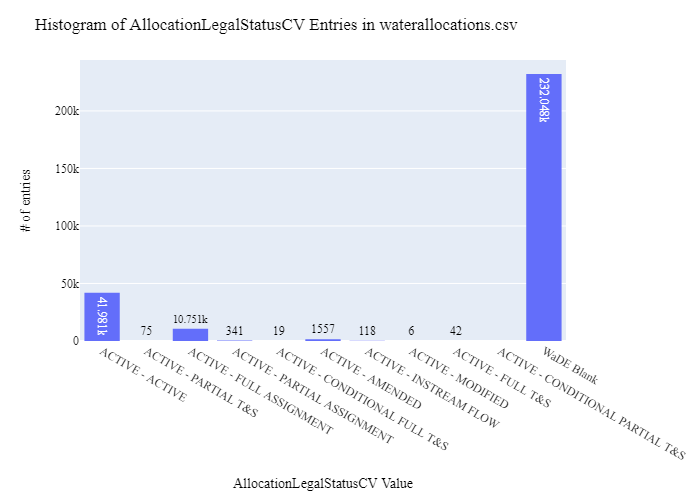 Histogram of AllocationLegalStatusCV Entries in waterallocations.csv
# of entries
200k
150k
100k
50k
0
41.981k
75
10.751k
341
19
1557
118
6
42
232.048k
ACTIVE - ACTIVE
ACTIVE - PARTIAL T&S
ACTIVE - FULL ASSIGNMENT
ACTIVE - PARTIAL ASSIGNMENT
ACTIVE - CONDITIONAL FULL T&S
ACTIVE - AMENDED
ACTIVE - INSTREAM FLOW
ACTIVE - MODIFIED
ACTIVE - FULL T&S
ACTIVE - CONDITIONAL PARTIAL T&S
WaDE Blank
AllocationLegalStatusCV Value